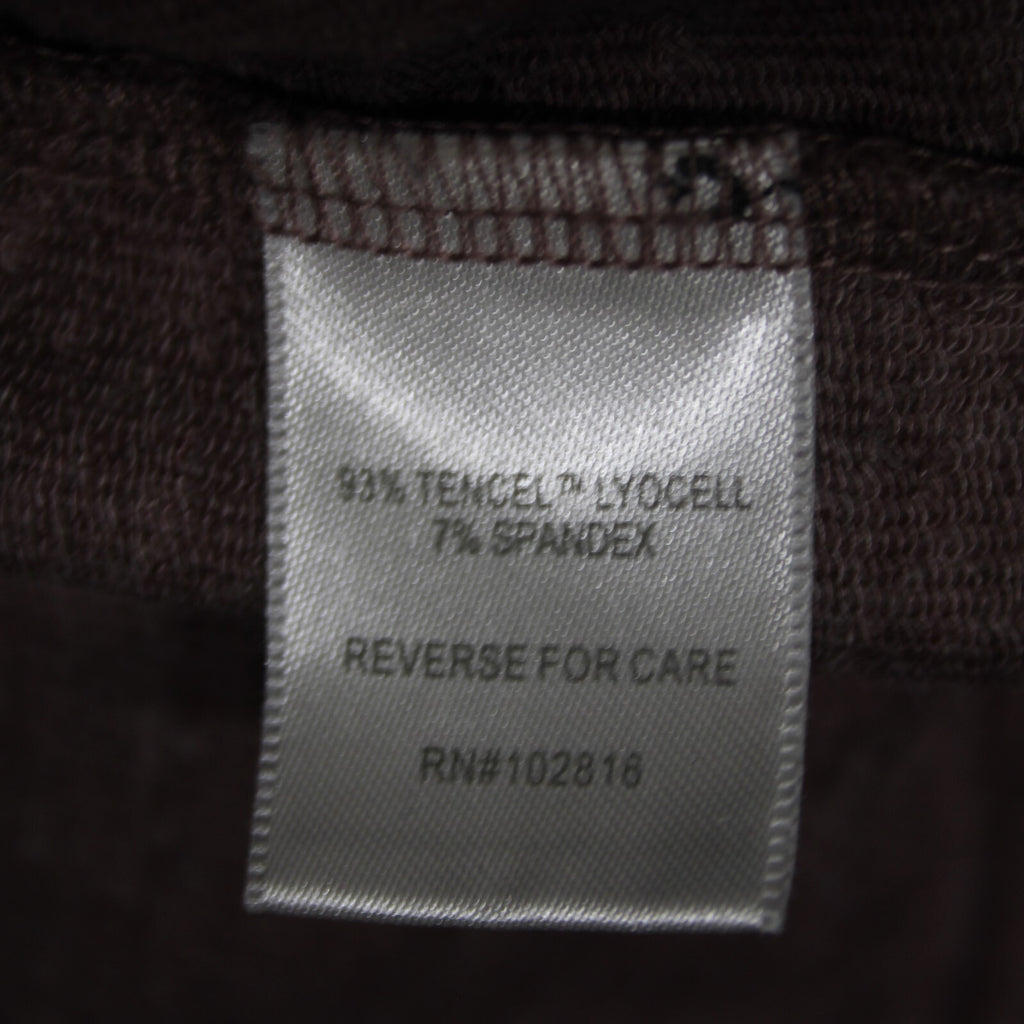 93% TENCEL™ LYOCELL
7% SPANDEX
REVERSE FOR CARE
RN#102816